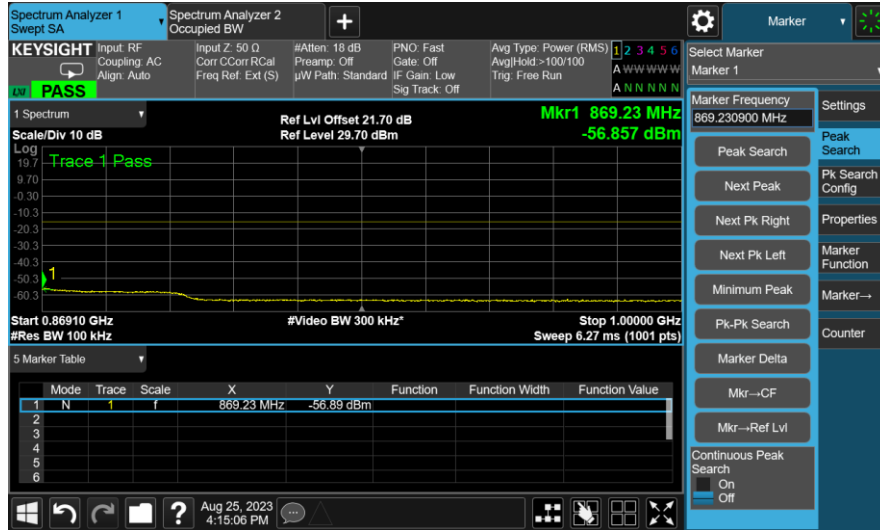 Spectrum Analyzer 1
Swept SA
Spectrum Analyzer 2
Occupied BW
+
Marker
KEYSIGHT
Input: RF
Coupling: AC
Align: Auto
Input Z: 50 Ω
Corr CCorr RCal
Freq Ref: Ext (S)
#Atten: 18 dB
Preamp: Off
µW Path: Standard
PNO: Fast
Gate: Off
IF Gain: Low
Sig Track: Off
Avg Type: Power (RMS)
Avg|Hold:>100/100
Trig: Free Run
1 2 3 4 5 6
A W W W W W
A N N N N N
LXI PASS
Select Marker
Marker 1
1 Spectrum
Scale/Div 10 dB
Ref Lvl Offset 21.70 dB
Ref Level 29.70 dBm
Mkr1 869.23 MHz
-56.857 dBm
Log
Trace 1 Pass
19.7
9.70
-0.30
-10.3
-20.3
-30.3
-40.3
-50.3
-60.3
1
Start 0.86910 GHz
#Res BW 100 kHz
#Video BW 300 kHz*
Stop 1.00000 GHz
Sweep 6.27 ms (1001 pts)
5 Marker Table
Mode Trace Scale X Y Function Function Width Function Value
1 N 1 f 869.23 MHz -56.89 dBm
2
3
4
5
6
Marker Frequency
869.230900 MHz
Peak Search
Next Peak
Next Pk Right
Next Pk Left
Minimum Peak
Pk-Pk Search
Marker Delta
Mkr→CF
Mkr→Ref Lvl
Continuous Peak
Search
On
Off
Settings
Peak
Search
Pk Search
Config
Properties
Marker
Function
Marker→
Counter
?
Aug 25, 2023
4:15:06 PM